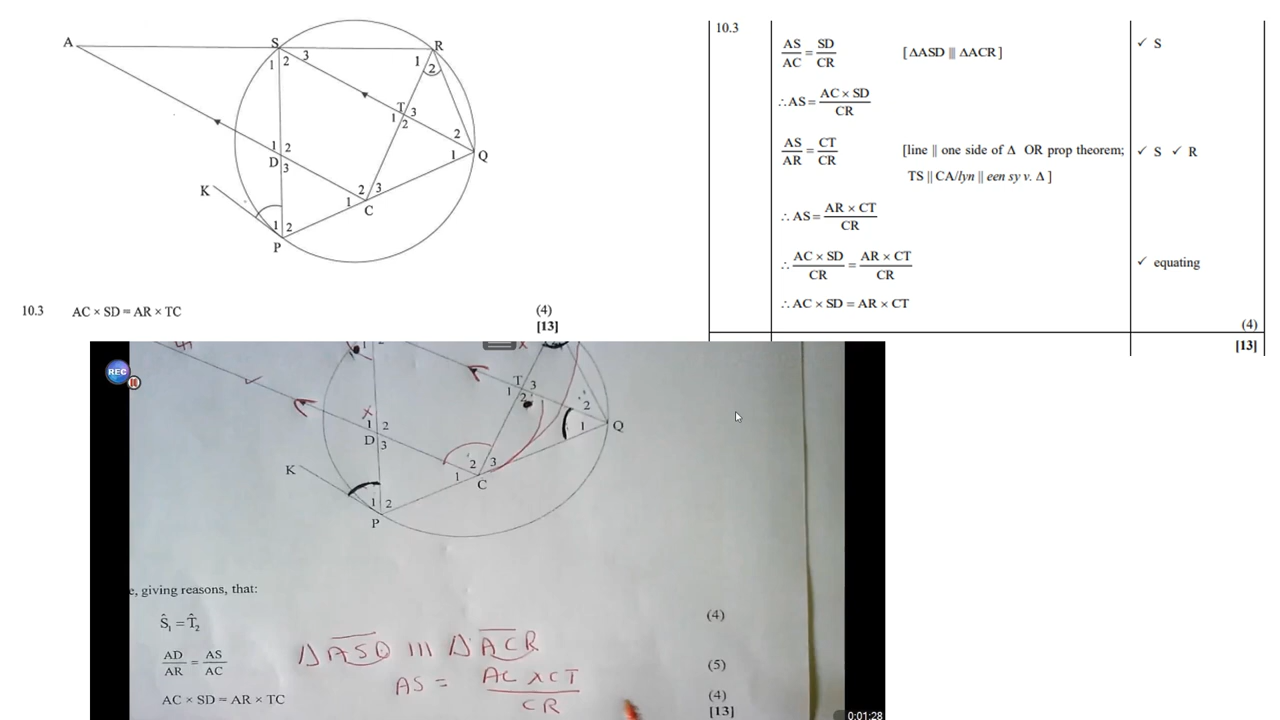 A
S
R
1 2 3
1
2
T
3
1
2
2
1
Q
1 2
D
3
K
2 3
1
C
1 2
P
10.3 AC × SD = AR × TC (4)
[13]
10.3
AS/AC = SD/CR [ΔASD ||| ΔACR] ✓ S
∴AS = AC × SD/CR
AS/AR = CT/CR [line || one side of Δ OR prop theorem; ✓ S ✓ R
TS || CA/lyn || een sy v. Δ]
∴AS = AR × CT/CR
∴ AC × SD/CR = AR × CT/CR ✓ equating
∴AC × SD = AR × CT
(4)
[13]
REC
1
x
T
3
1
2
2
1
Q
x
1 2
D
3
K
2 3
1
C
1 2
P
e, giving reasons, that:
Ŝ₁ = T̂₂ (4)
ΔASD ||| ΔACR
AD/AR = AS/AC (5)
AS = AC × CT/CR
AC × SD = AR × TC (4)
[13]
0:01:28